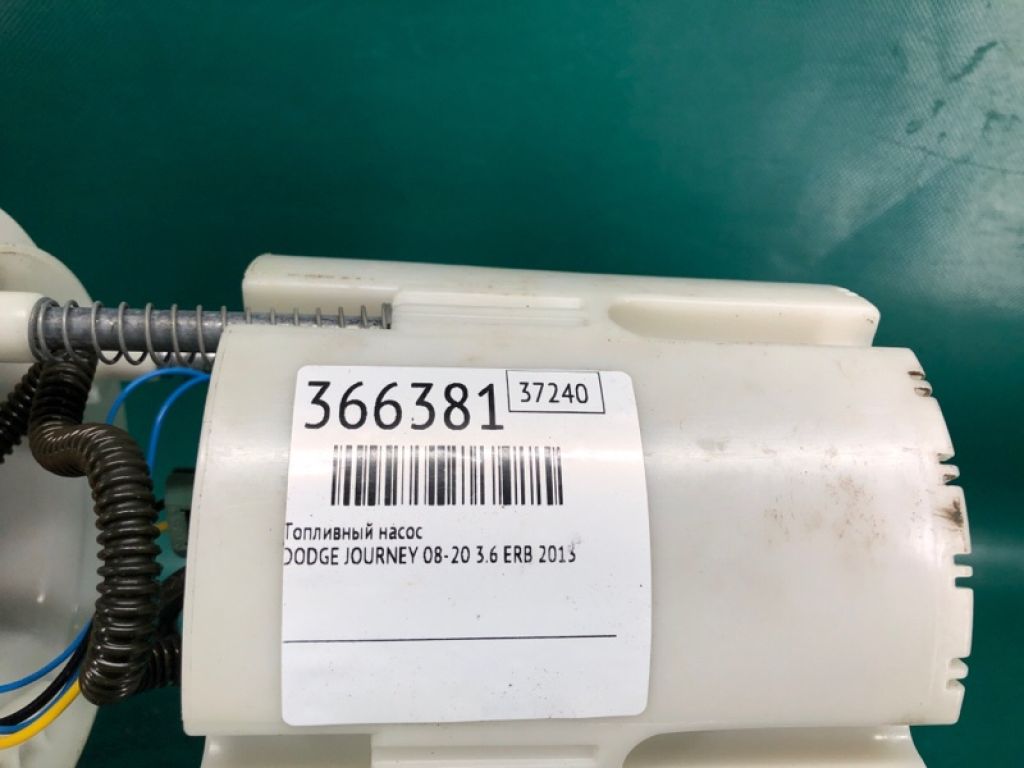 366381 37240
Топливный насос
DODGE JOURNEY 08-20 3.6 ERB 2013